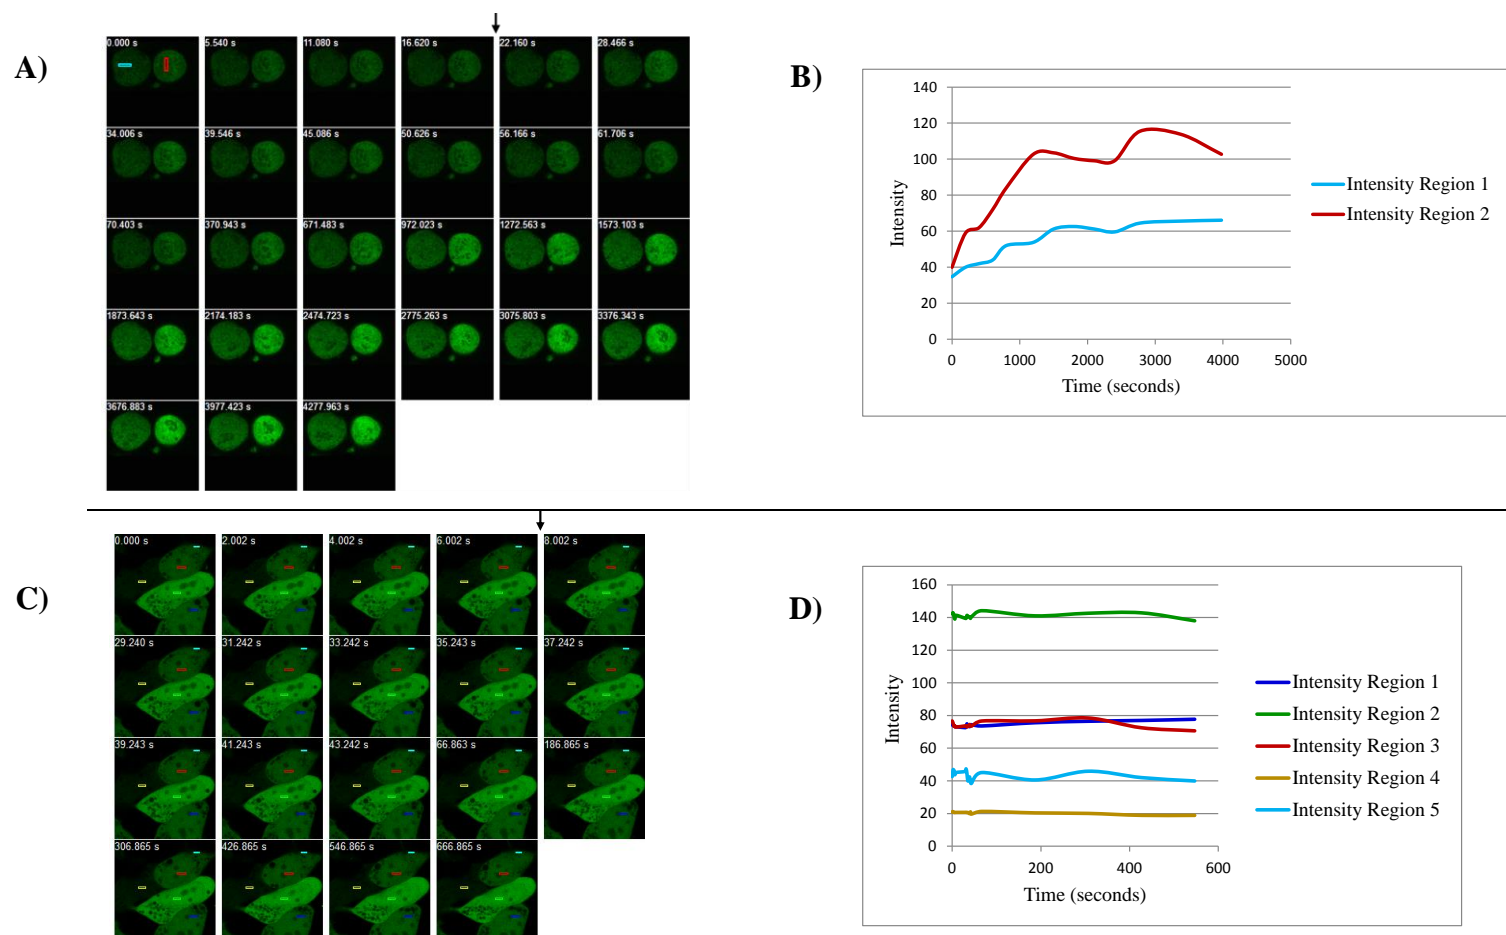 A)
0.000 s 5.540 s 11.080 s 16.620 s 22.160 s 28.466 s
34.006 s 39.546 s 45.086 s 50.626 s 56.166 s 61.706 s
70.403 s 370.943 s 671.483 s 972.023 s 1272.563 s 1573.103 s
1873.643 s 2174.183 s 2474.723 s 2775.263 s 3075.803 s 3376.343 s
3676.883 s 3977.423 s 4277.963 s
B)
140
120
100
80
60
40
20
0
Intensity
0 1000 2000 3000 4000 5000
Time (seconds)
Intensity Region 1
Intensity Region 2
C)
0.000 s 2.002 s 4.002 s 6.002 s 8.002 s
29.240 s 31.242 s 33.242 s 35.243 s 37.242 s
39.243 s 41.243 s 43.242 s 66.863 s 186.865 s
306.865 s 426.865 s 546.865 s 666.865 s
D)
160
140
120
100
80
60
40
20
0
Intensity
0 200 400 600
Time (seconds)
Intensity Region 1
Intensity Region 2
Intensity Region 3
Intensity Region 4
Intensity Region 5